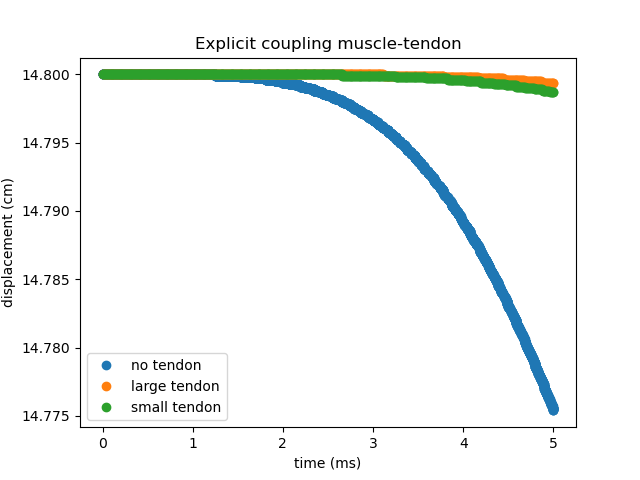 Explicit coupling muscle-tendon
displacement (cm)
14.800
14.795
14.790
14.785
14.780
14.775
no tendon
large tendon
small tendon
0 1 2 3 4 5
time (ms)